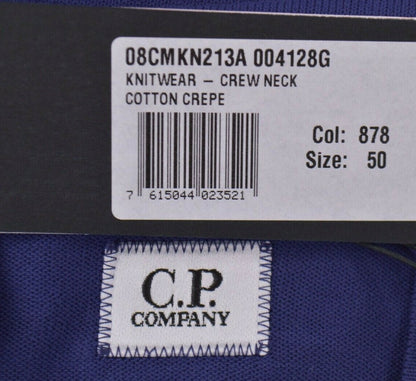 08CMKN213A 004128G
KNITWEAR – CREW NECK
COTTON CREPE
Col: 878
Size: 50
7 615044 023521
C.P.
COMPANY